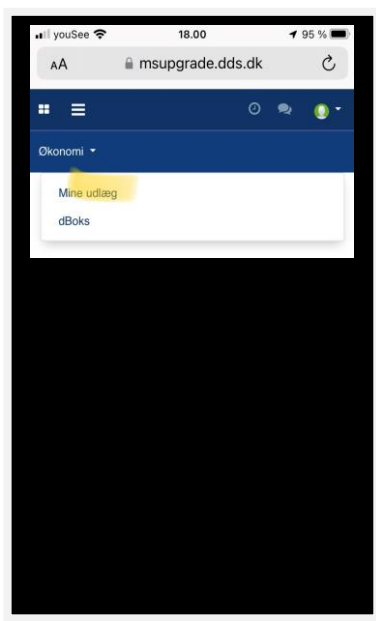 youSee 18.00 95 %
AA msupgrade.dds.dk
Økonomi
Mine udlæg
dBoks